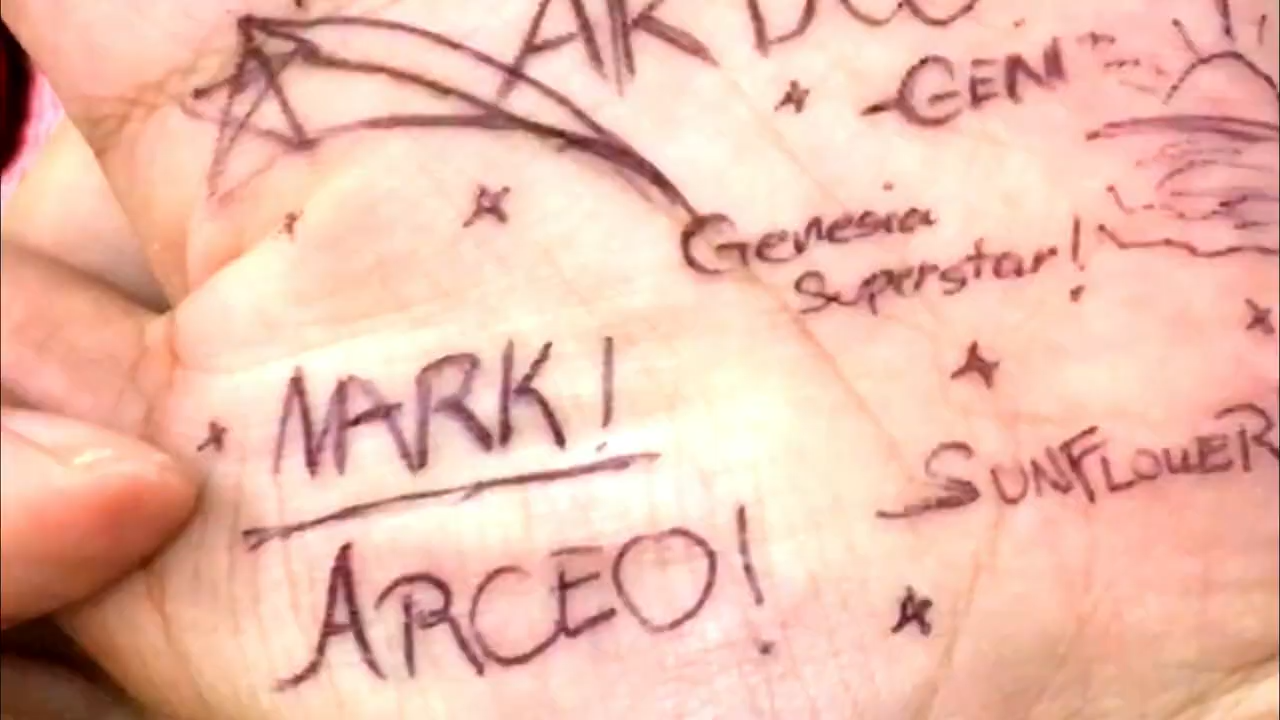 -GEN
Genesia
Superstar!
MARK!
SUNFLOWER
ARCEO!